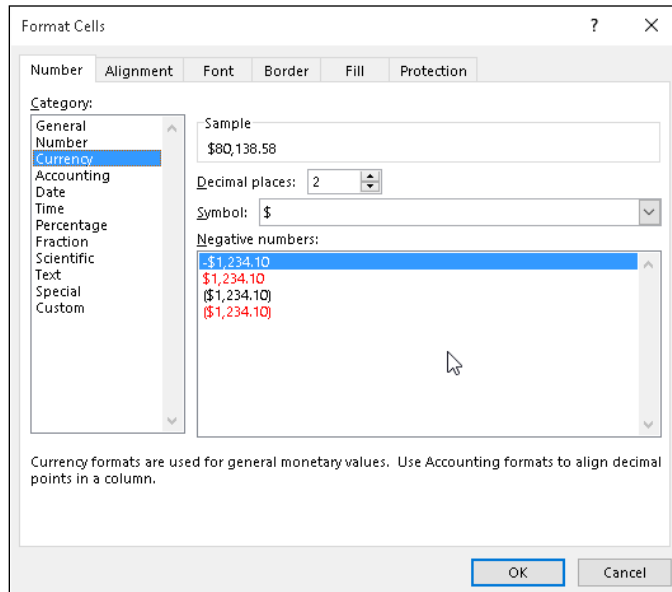 Format Cells
?
Number Alignment Font Border Fill Protection
Category:
General
Number
Currency
Accounting
Date
Time
Percentage
Fraction
Scientific
Text
Special
Custom
Sample
$80,138.58
Decimal places: 2
Symbol: $
Negative numbers:
-$1,234.10
$1,234.10
($1,234.10)
($1,234.10)
Currency formats are used for general monetary values. Use Accounting formats to align decimal
points in a column.
OK Cancel